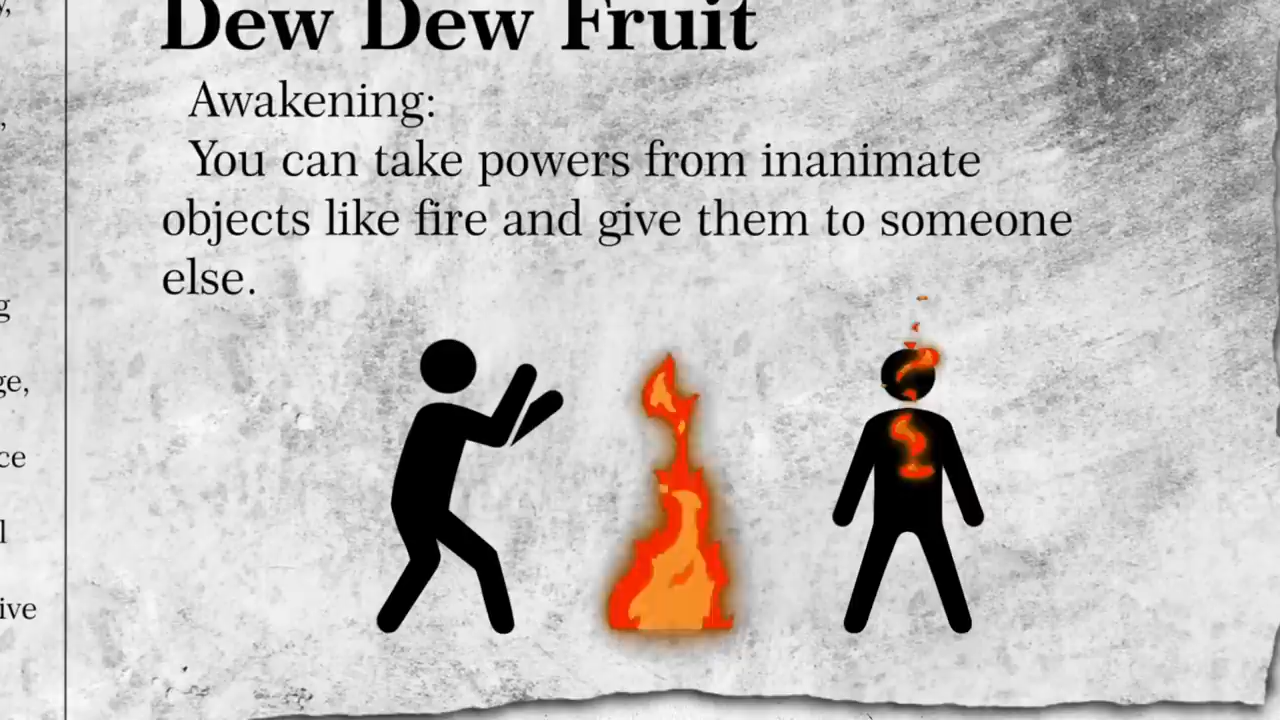 Dew Dew Fruit
Awakening:
You can take powers from inanimate
objects like fire and give them to someone
else.